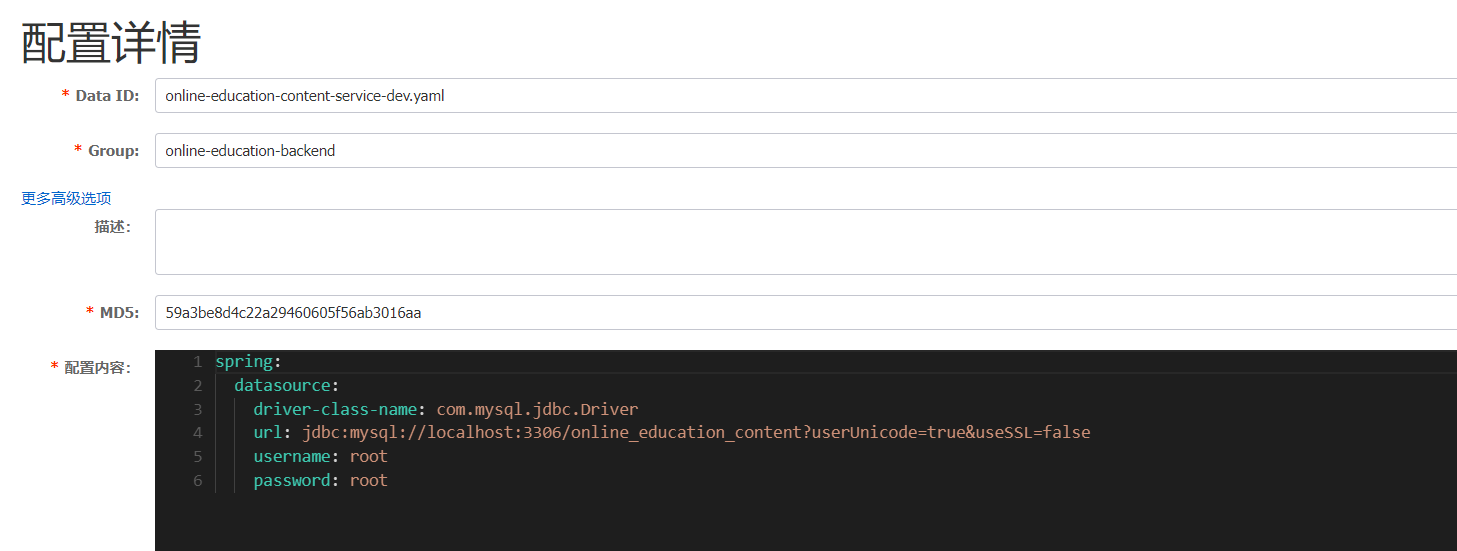 配置详情
* Data ID: online-education-content-service-dev.yaml
* Group: online-education-backend
更多高级选项
描述:
* MD5: 59a3be8d4c22a29460605f56ab3016aa
* 配置内容:
1 spring:
2   datasource:
3     driver-class-name: com.mysql.jdbc.Driver
4     url: jdbc:mysql://localhost:3306/online_education_content?userUnicode=true&useSSL=false
5     username: root
6     password: root